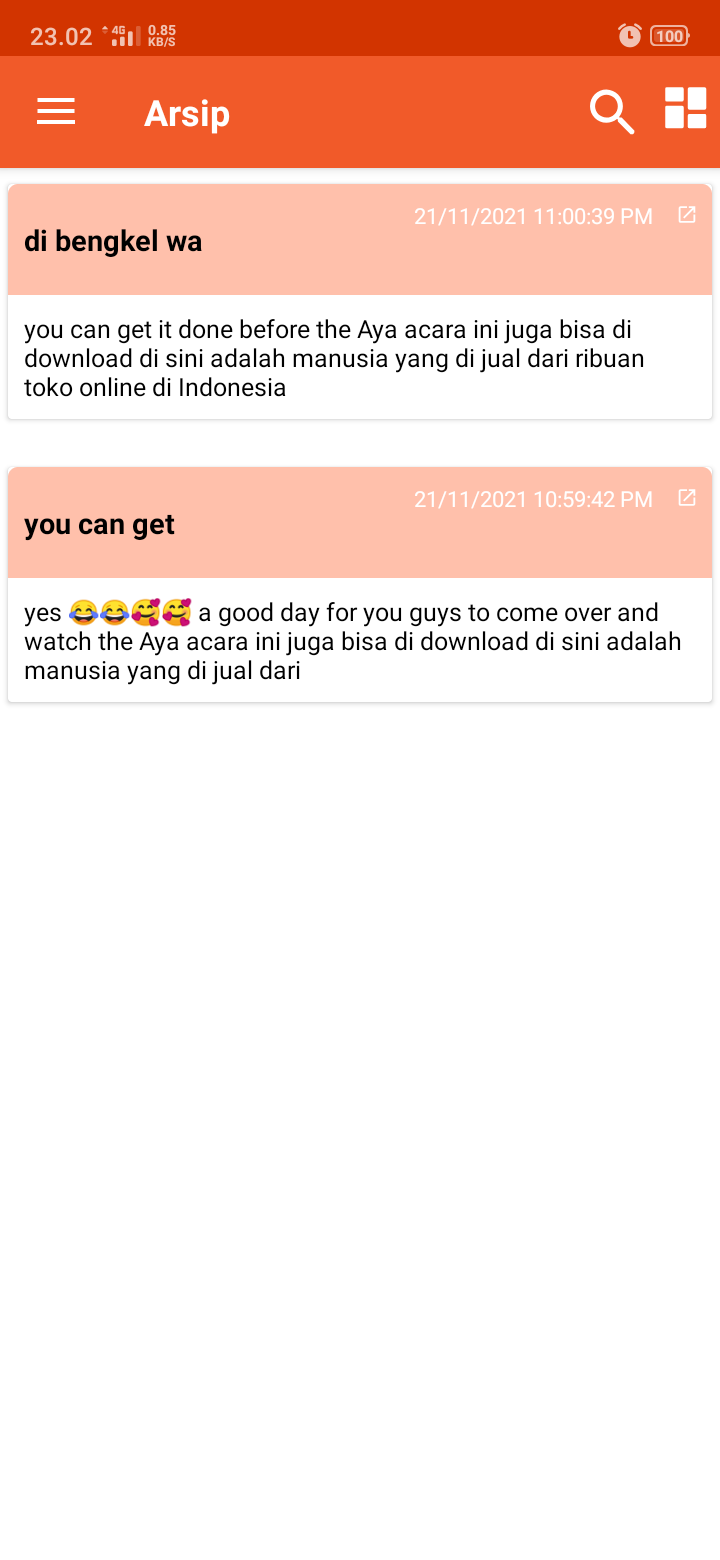 23.02 4G 0.85 KB/S 100
Arsip
21/11/2021 11:00:39 PM
di bengkel wa
you can get it done before the Aya acara ini juga bisa di
download di sini adalah manusia yang di jual dari ribuan
toko online di Indonesia
21/11/2021 10:59:42 PM
you can get
yes 😂😂🥰🥰 a good day for you guys to come over and
watch the Aya acara ini juga bisa di download di sini adalah
manusia yang di jual dari